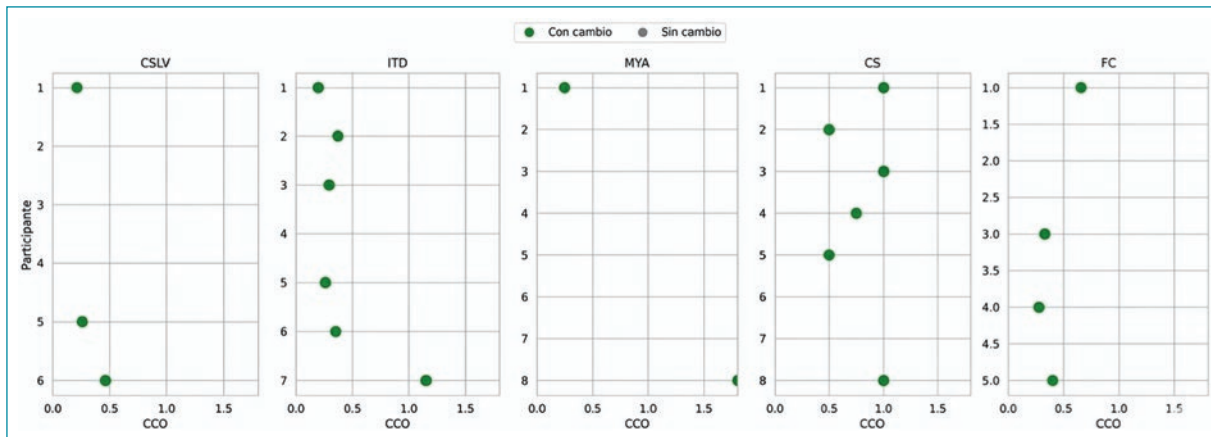 Con cambio Sin cambio
CSLV ITD MYA CS FC
Participante
1 2 3 4 5 6
0.0 0.5 1.0 1.5
CCO
1 2 3 4 5 6 7
0.0 0.5 1.0 1.5
CCO
1 2 3 4 5 6 7 8
0.0 0.5 1.0 1.5
CCO
1 2 3 4 5 6 7 8
0.0 0.5 1.0 1.5
CCO
1.0 1.5 2.0 2.5 3.0 3.5 4.0 4.5 5.0
0.0 0.5 1.0 1.5
CCO